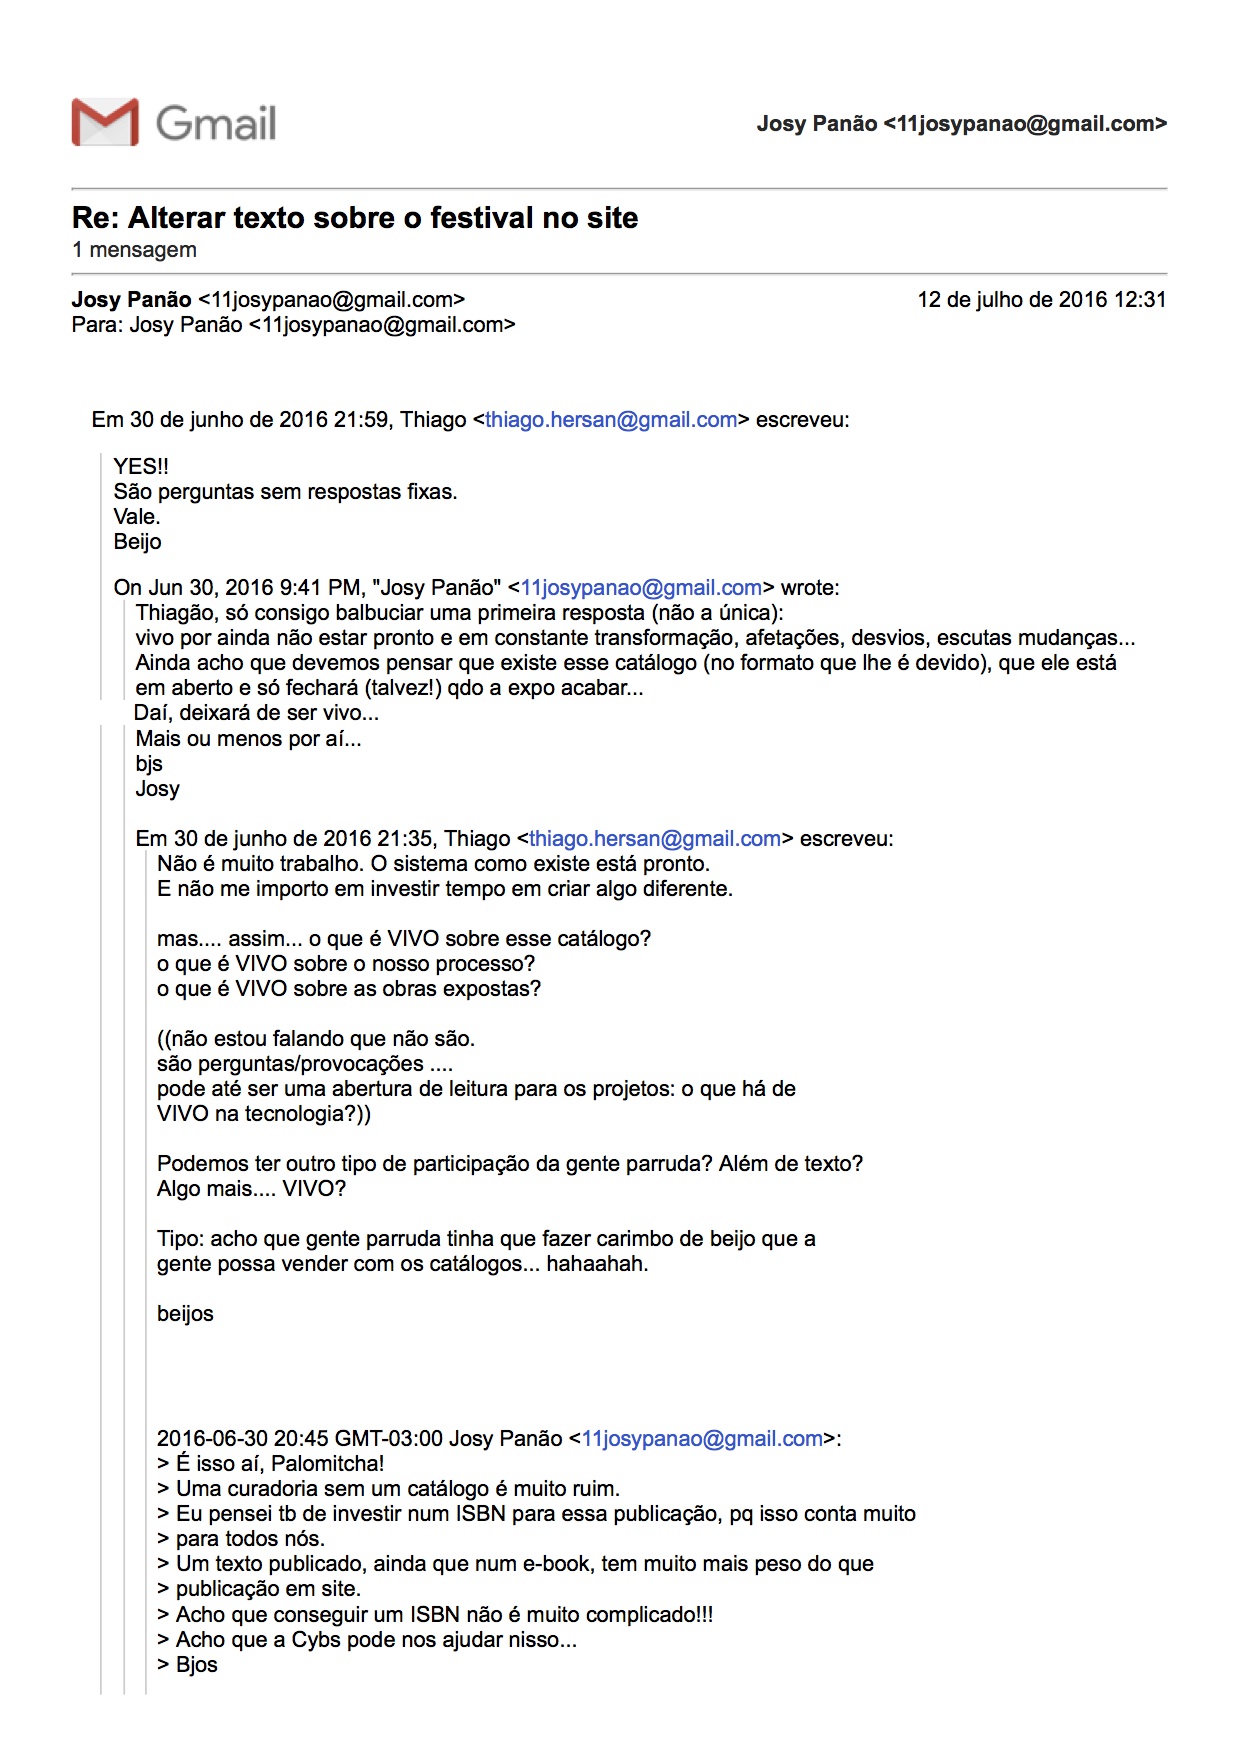 Gmail
Josy Panão <11josypanao@gmail.com>
Re: Alterar texto sobre o festival no site
1 mensagem
Josy Panão <11josypanao@gmail.com> 12 de julho de 2016 12:31
Para: Josy Panão <11josypanao@gmail.com>
Em 30 de junho de 2016 21:59, Thiago <thiago.hersan@gmail.com> escreveu:
YES!!
São perguntas sem respostas fixas.
Vale.
Beijo
On Jun 30, 2016 9:41 PM, "Josy Panão" <11josypanao@gmail.com> wrote:
Thiagão, só consigo balbuciar uma primeira resposta (não a única):
vivo por ainda não estar pronto e em constante transformação, afetações, desvios, escutas mudanças...
Ainda acho que devemos pensar que existe esse catálogo (no formato que lhe é devido), que ele está
em aberto e só fechará (talvez!) qdo a expo acabar...
Daí, deixará de ser vivo...
Mais ou menos por aí...
bjs
Josy
Em 30 de junho de 2016 21:35, Thiago <thiago.hersan@gmail.com> escreveu:
Não é muito trabalho. O sistema como existe está pronto.
E não me importo em investir tempo em criar algo diferente.
mas.... assim... o que é VIVO sobre esse catálogo?
o que é VIVO sobre o nosso processo?
o que é VIVO sobre as obras expostas?
((não estou falando que não são.
são perguntas/provocações ....
pode até ser uma abertura de leitura para os projetos: o que há de
VIVO na tecnologia?))
Podemos ter outro tipo de participação da gente parruda? Além de texto?
Algo mais.... VIVO?
Tipo: acho que gente parruda tinha que fazer carimbo de beijo que a
gente possa vender com os catálogos... hahaahah.
beijos
2016-06-30 20:45 GMT-03:00 Josy Panão <11josypanao@gmail.com>:
> É isso aí, Palomitcha!
> Uma curadoria sem um catálogo é muito ruim.
> Eu pensei tb de investir num ISBN para essa publicação, pq isso conta muito
> para todos nós.
> Um texto publicado, ainda que num e-book, tem muito mais peso do que
> publicação em site.
> Acho que conseguir um ISBN não é muito complicado!!!
> Acho que a Cybs pode nos ajudar nisso...
> Bjos